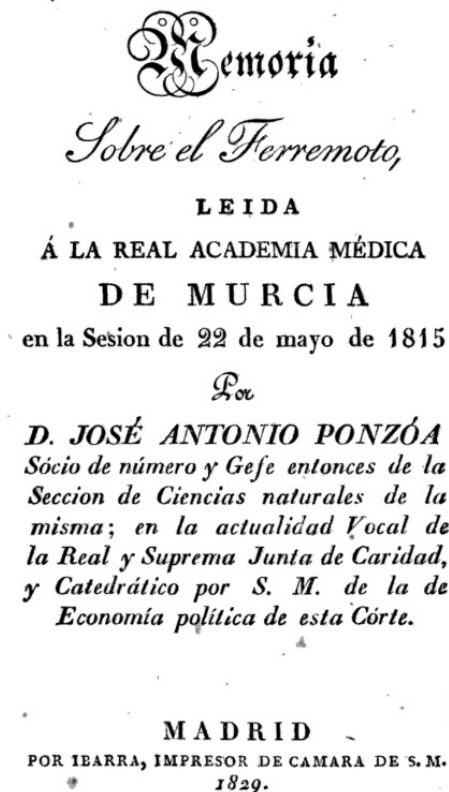 Memoria
Sobre el Terremoto,
LEIDA
Á LA REAL ACADEMIA MÉDICA
DE MURCIA
en la Sesion de 22 de mayo de 1815
Por
D. JOSÉ ANTONIO PONZÓA
Sócio de número y Gefe entonces de la
Seccion de Ciencias naturales de la
misma; en la actualidad Vocal de
la Real y Suprema Junta de Caridad,
y Catedrático por S. M. de la de
Economía política de esta Córte.
MADRID
POR IBARRA, IMPRESOR DE CAMARA DE S. M.
1829.